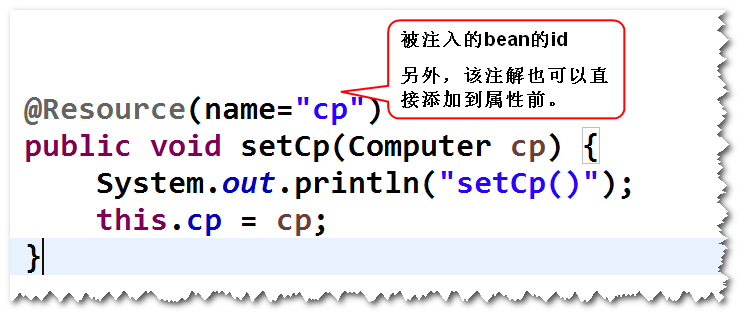 被注入的bean的id
另外，该注解也可以直
接添加到属性前。
@Resource(name="cp")
public void setCp(Computer cp) {
    System.out.println("setCp()");
    this.cp = cp;
}